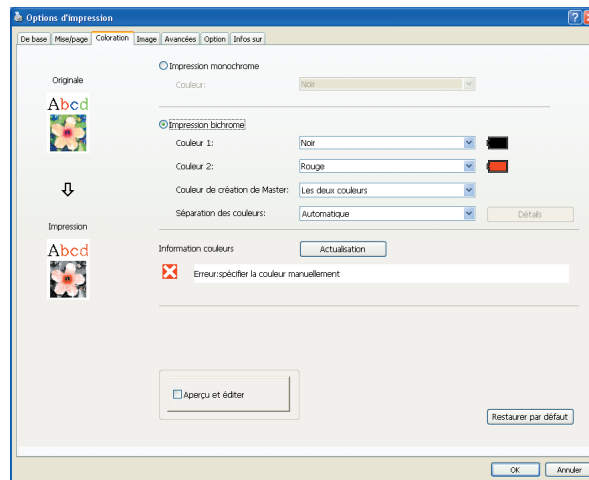 Options d'impression
De base Mise/page Coloration Image Avancées Option Infos sur
Originale
Abcd
Impression
Abcd
Impression monochrome
Couleur: Noir
Impression bichrome
Couleur 1: Noir
Couleur 2: Rouge
Couleur de création de Master: Les deux couleurs
Séparation des couleurs: Automatique Détails
Information couleurs Actualisation
Erreur:spécifier la couleur manuellement
Aperçu et éditer
Restaurer par défaut
OK Annuler